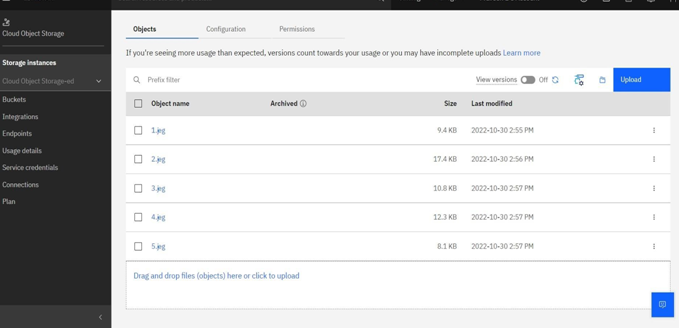 Cloud Object Storage
Storage instances
Cloud Object Storage-ed
Buckets
Integrations
Endpoints
Usage details
Service credentials
Connections
Plan
Objects Configuration Permissions
If you're seeing more usage than expected, versions count towards your usage or you may have incomplete uploads Learn more
Prefix filter View versions Off Upload
Object name Archived Size Last modified
1.jeg 9.4 KB 2022-10-30 2:55 PM
2.jeg 17.4 KB 2022-10-30 2:56 PM
3.jeg 10.8 KB 2022-10-30 2:57 PM
4.jeg 12.3 KB 2022-10-30 2:57 PM
5.jeg 8.1 KB 2022-10-30 2:57 PM
Drag and drop files (objects) here or click to upload